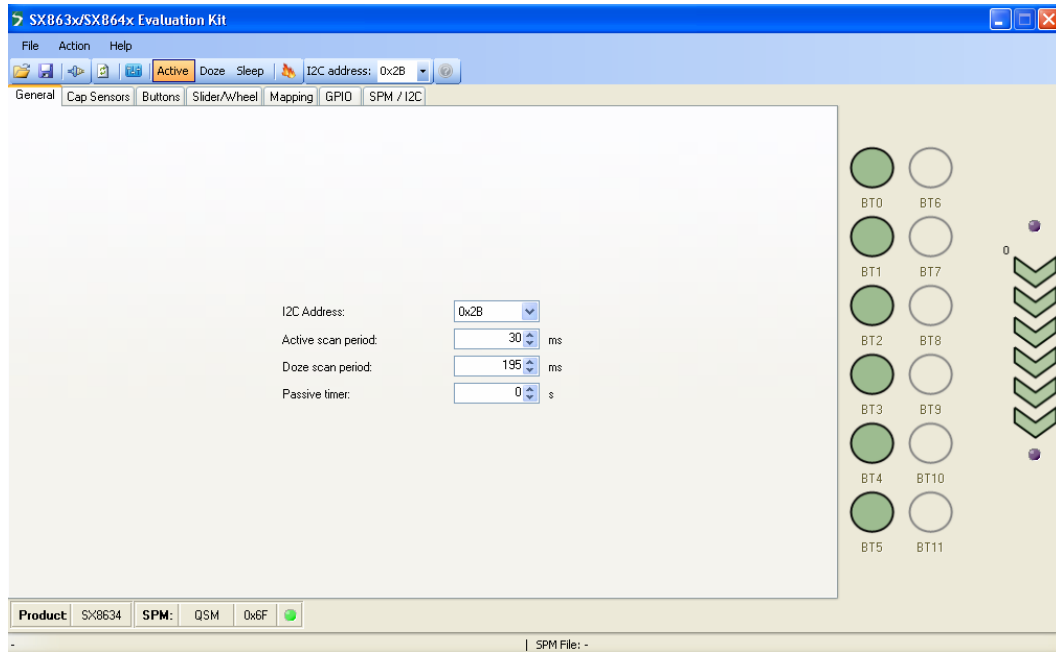 SX863x/SX864x Evaluation Kit
File Action Help
Active Doze Sleep I2C address: 0x2B
General Cap Sensors Buttons Slider/Wheel Mapping GPIO SPM / I2C
I2C Address: 0x2B
Active scan period: 30 ms
Doze scan period: 195 ms
Passive timer: 0 s
BT0 BT6
0
BT1 BT7
BT2 BT8
BT3 BT9
BT4 BT10
BT5 BT11
Product: SX8634 SPM: QSM 0x6F
- | SPM File: -